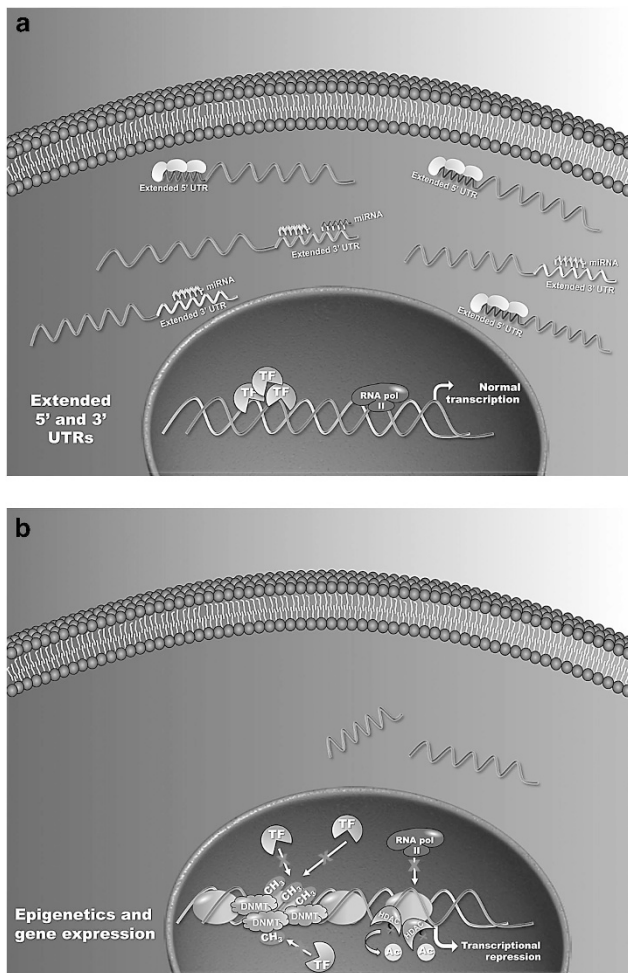 a
Extended 5' UTR
Extended 5' UTR
miRNA
Extended 3' UTR
miRNA
Extended 3' UTR
miRNA
Extended 3' UTR
Extended 5' UTR
TF
TF
TF
RNA pol
II
Normal
transcription
Extended
5' and 3'
UTRs
b
TF
TF
RNA pol
II
CH3
CH3
CH3
DNMT
DNMT
DNMT
CH3
TF
HDAC
HDAC
Ac
Ac
Transcriptional
repression
Epigenetics and
gene expression